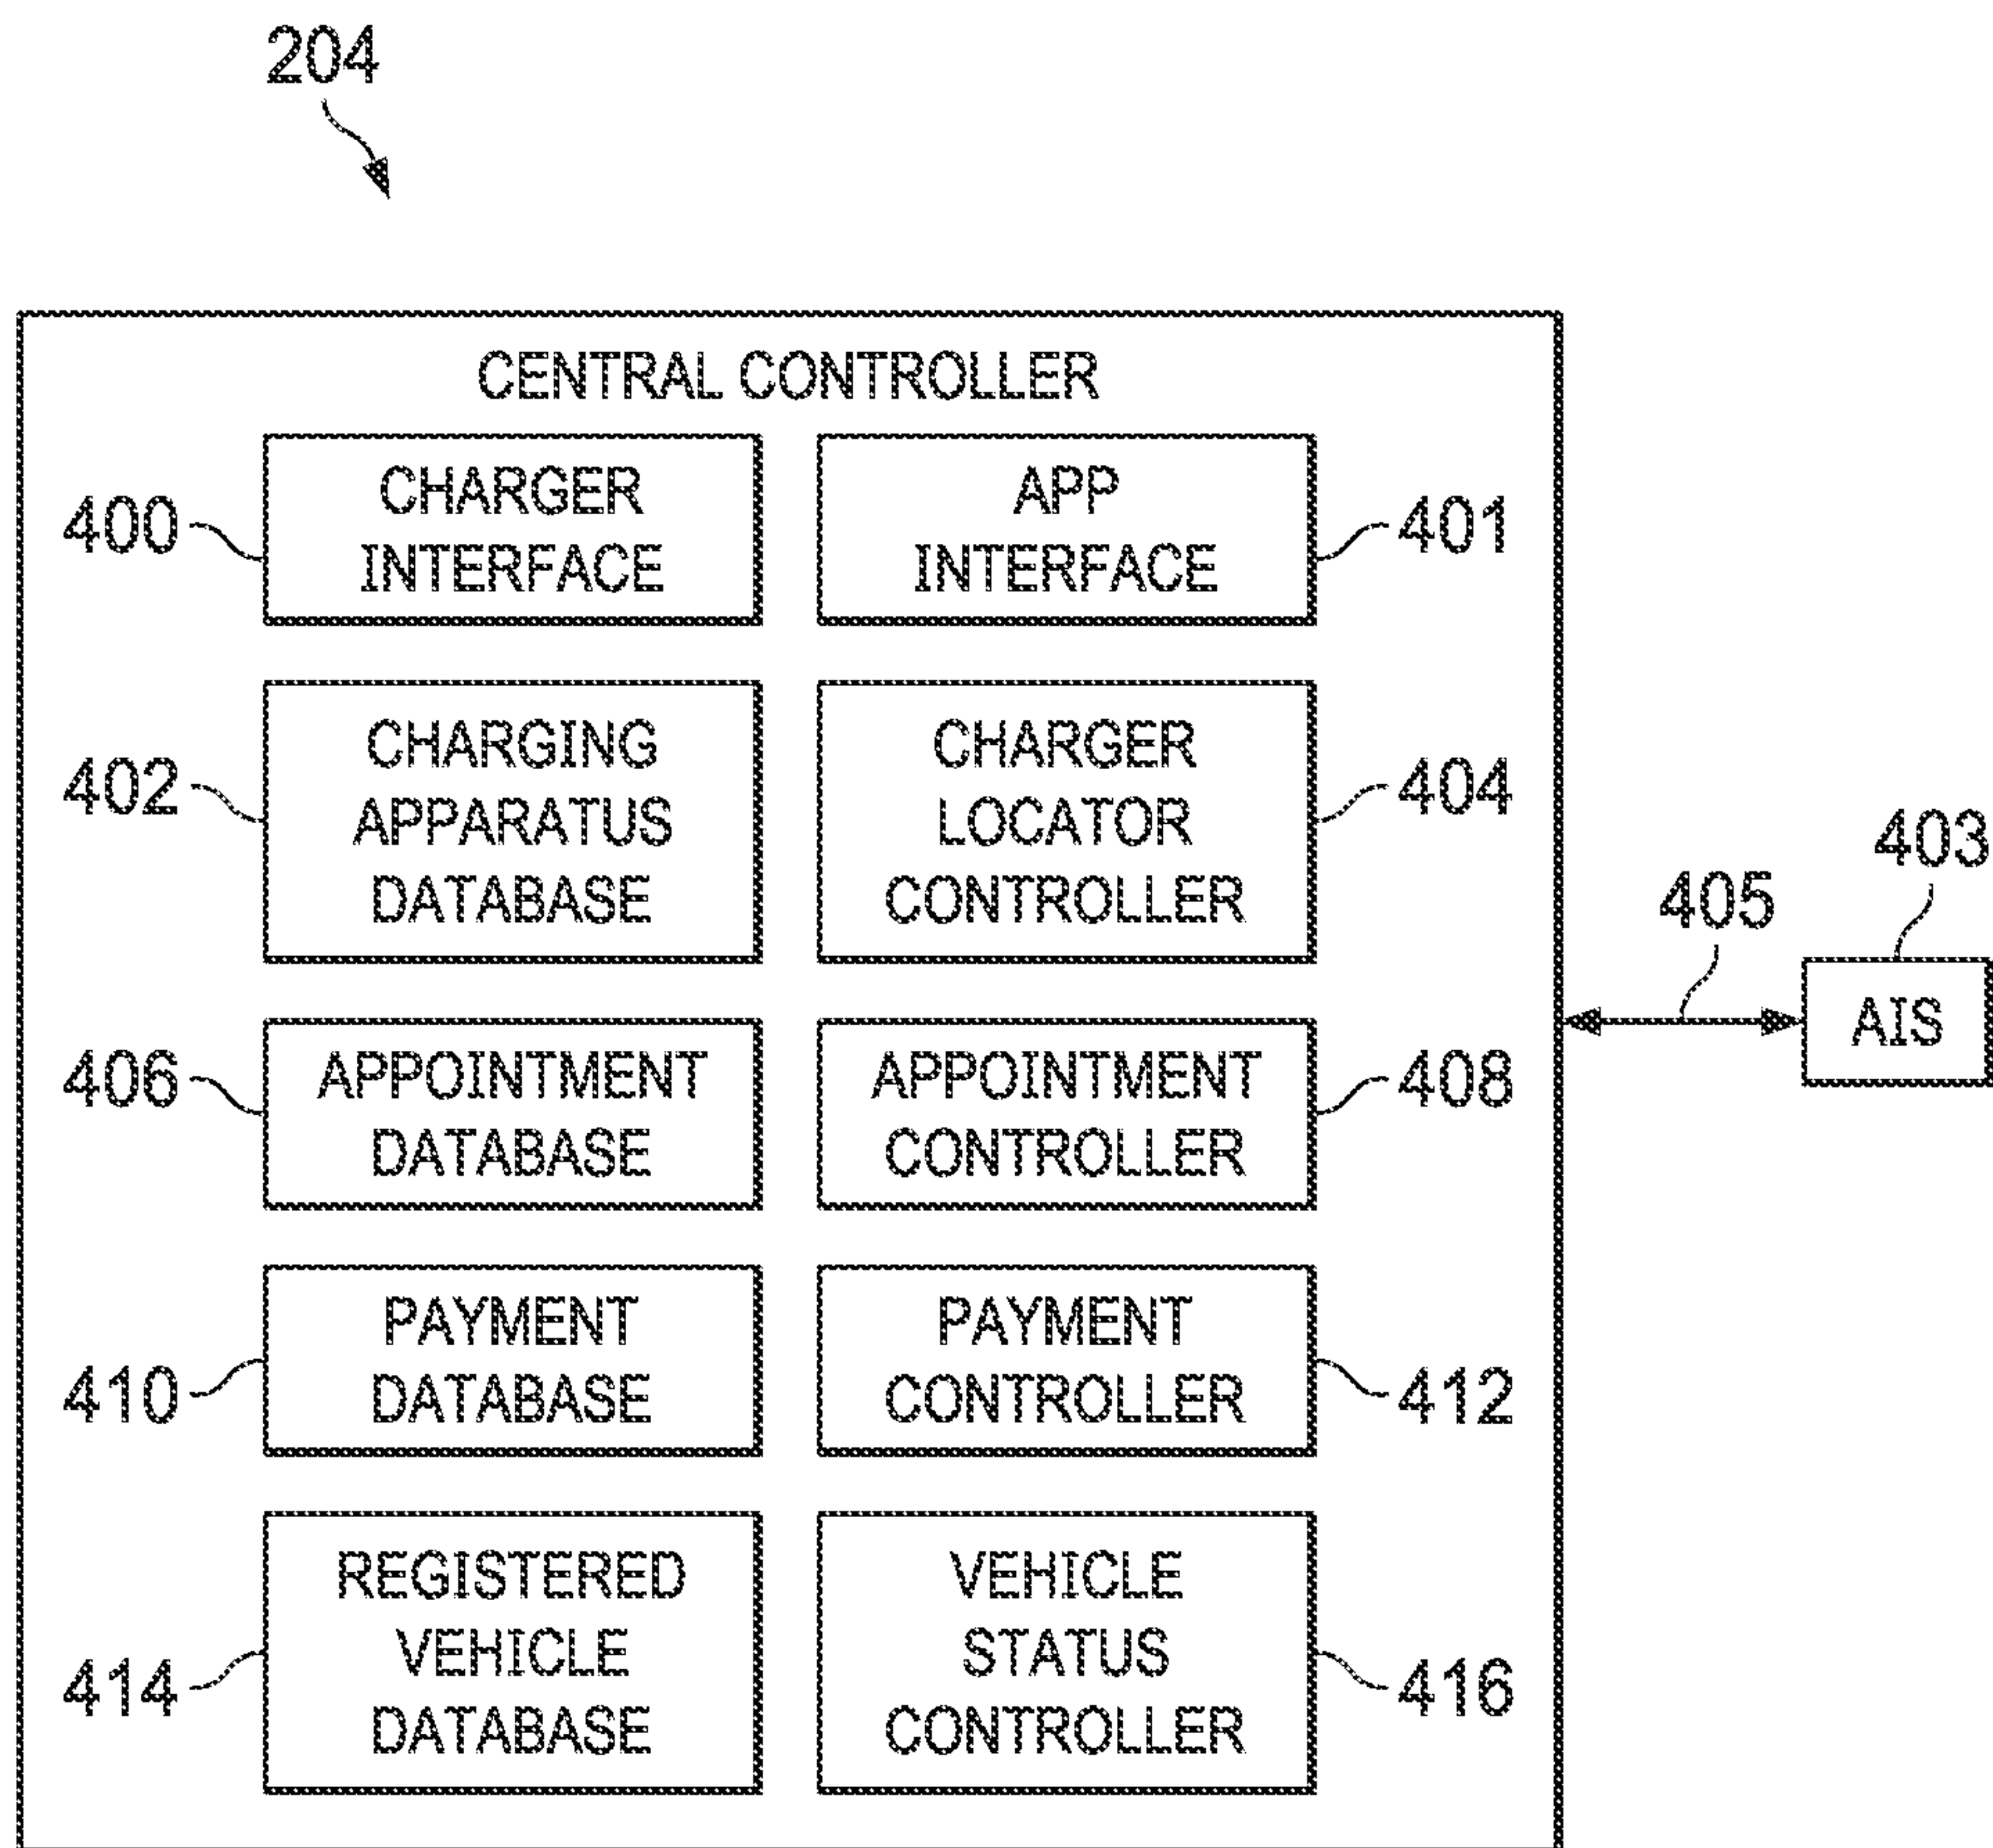 204
CENTRAL CONTROLLER
400
CHARGER
INTERFACE
APP
INTERFACE
401
402
CHARGING
APPARATUS
DATABASE
CHARGER
LOCATOR
CONTROLLER
404
405
403
AIS
406
APPOINTMENT
DATABASE
APPOINTMENT
CONTROLLER
408
410
PAYMENT
DATABASE
PAYMENT
CONTROLLER
412
414
REGISTERED
VEHICLE
DATABASE
VEHICLE
STATUS
CONTROLLER
416